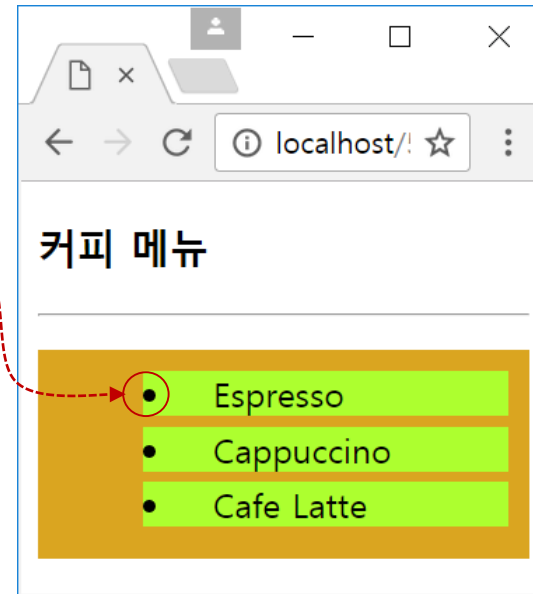 localhost/
커피 메뉴
Espresso
Cappuccino
Cafe Latte